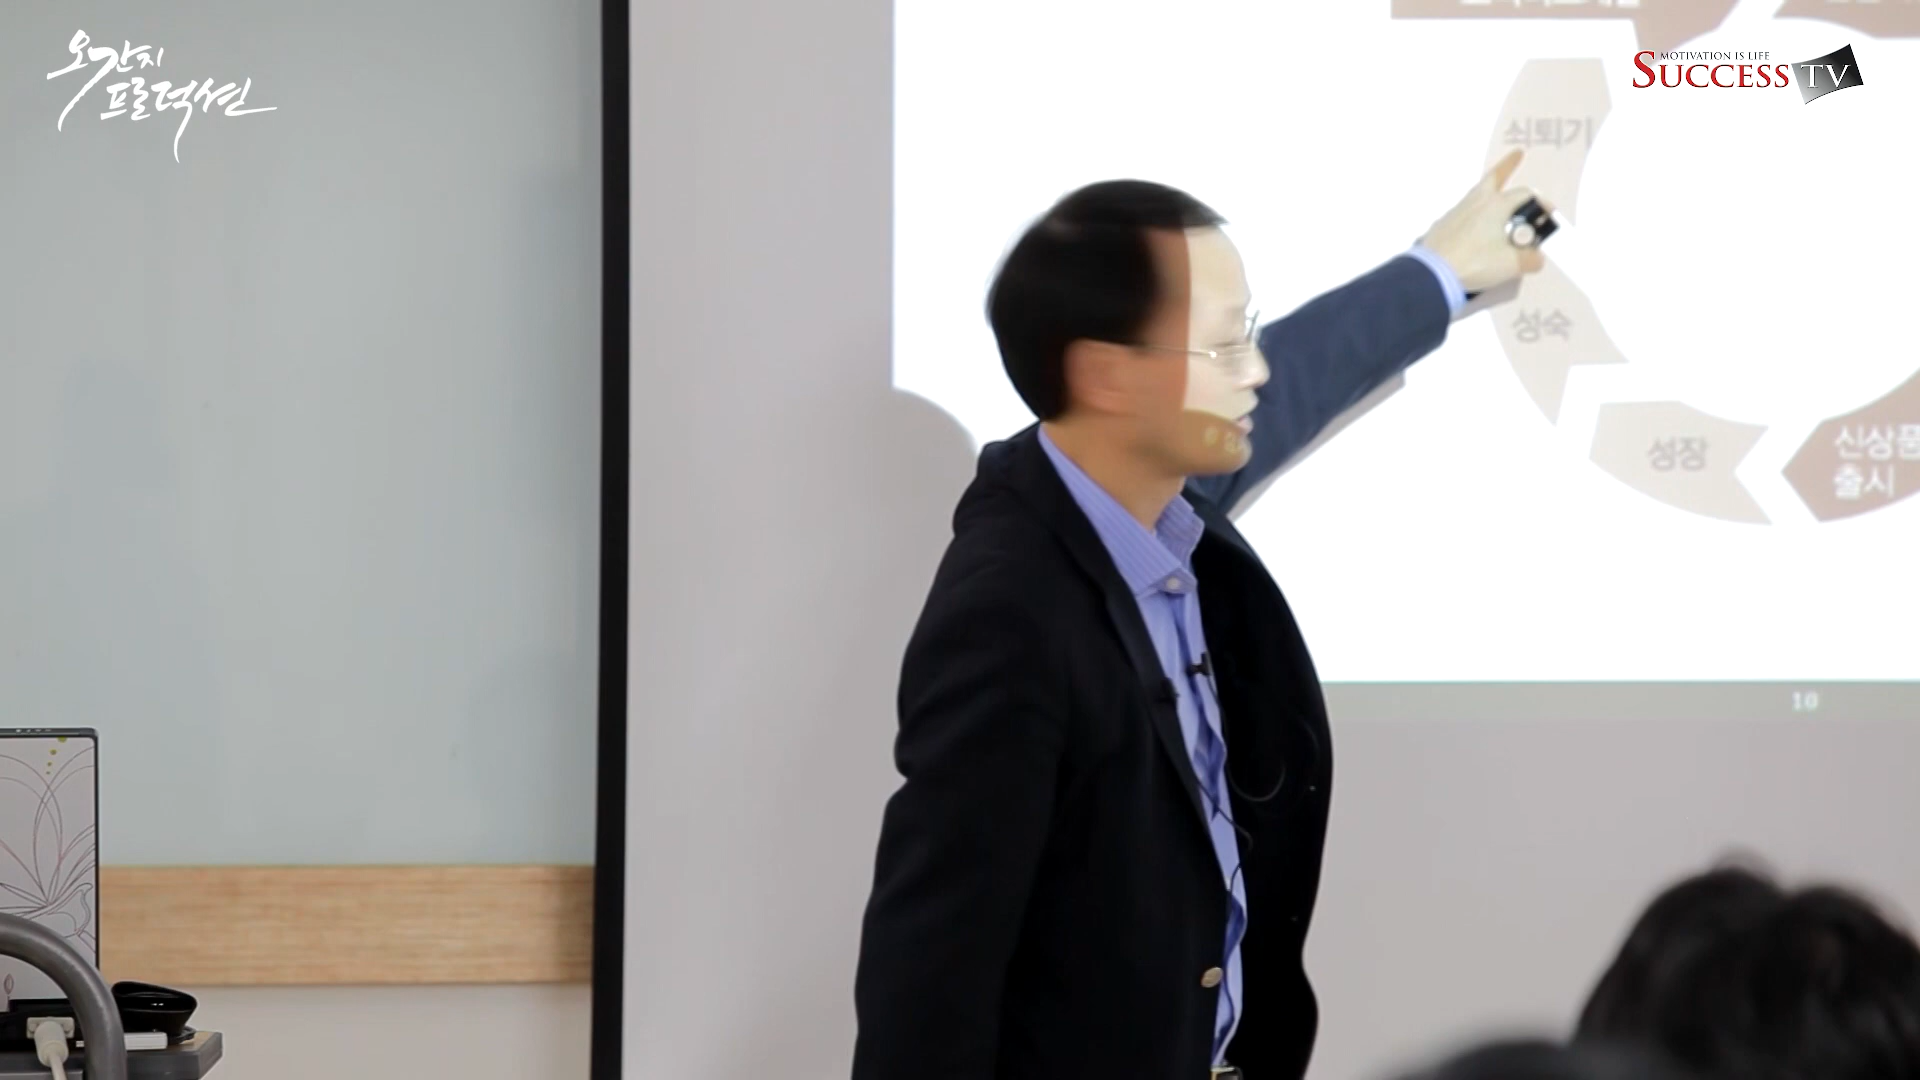 오간지
프로덕션
MOTIVATION IS LIFE
SUCCESS TV
쇠퇴기
성숙
성장
신상품
출시
10